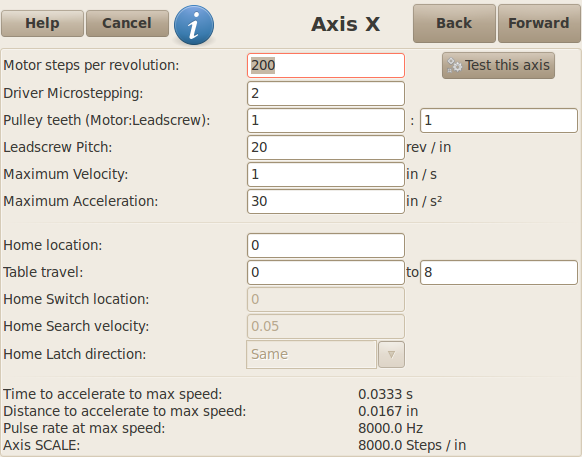 Help Cancel i Axis X Back Forward
Motor steps per revolution: 200 Test this axis
Driver Microstepping: 2
Pulley teeth (Motor:Leadscrew): 1 : 1
Leadscrew Pitch: 20 rev / in
Maximum Velocity: 1 in / s
Maximum Acceleration: 30 in / s²
Home location: 0
Table travel: 0 to 8
Home Switch location: 0
Home Search velocity: 0.05
Home Latch direction: Same
Time to accelerate to max speed: 0.0333 s
Distance to accelerate to max speed: 0.0167 in
Pulse rate at max speed: 8000.0 Hz
Axis SCALE: 8000.0 Steps / in